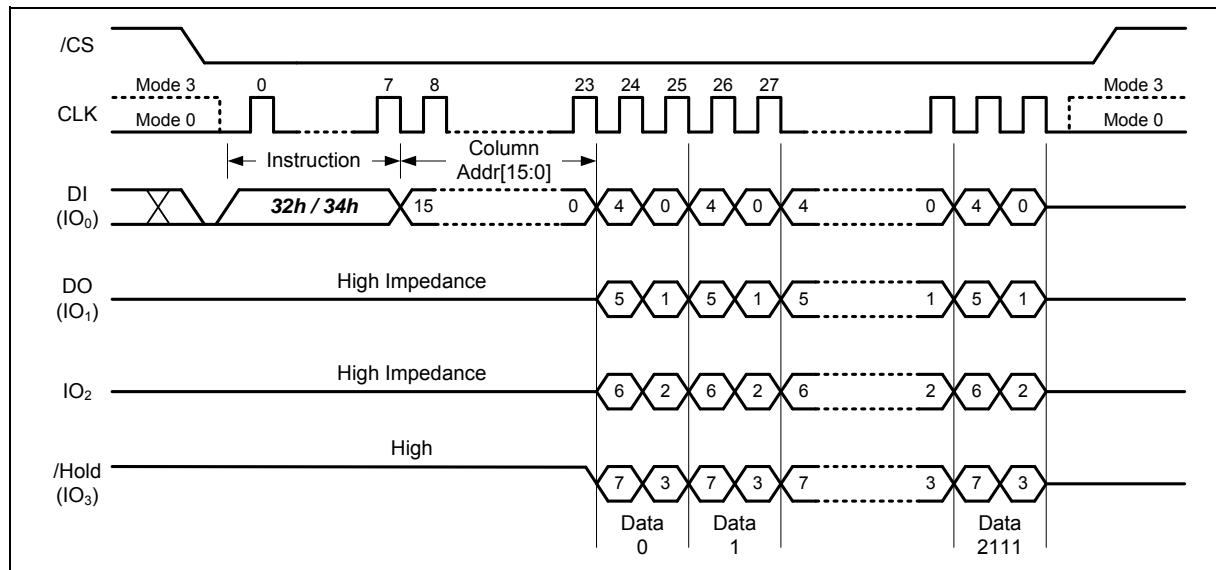 /CS
Mode 3 0 7 8 23 24 25 26 27 Mode 3
CLK
Mode 0 Mode 0
Instruction Column
Addr[15:0]
DI
(IO₀)
32h / 34h 15 0 4 0 4 0 4 0 4 0
High Impedance
DO
(IO₁)
5 1 5 1 5 1 5 1
High Impedance
IO₂ 6 2 6 2 6 2 6 2
High
/Hold
(IO₃)
7 3 7 3 7 3 7 3
Data Data Data
0 1 2111